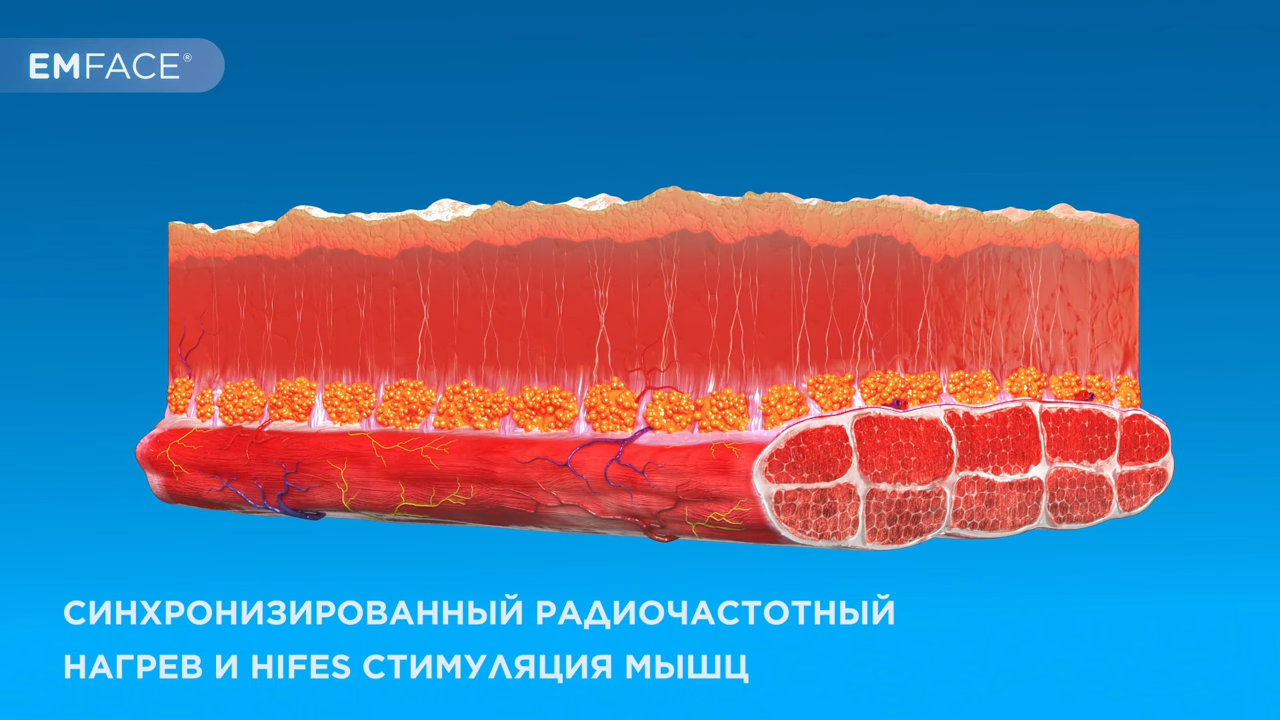 EMFACE®
СИНХРОНИЗИРОВАННЫЙ РАДИОЧАСТОТНЫЙ
НАГРЕВ И HIFES СТИМУЛЯЦИЯ МЫШЦ